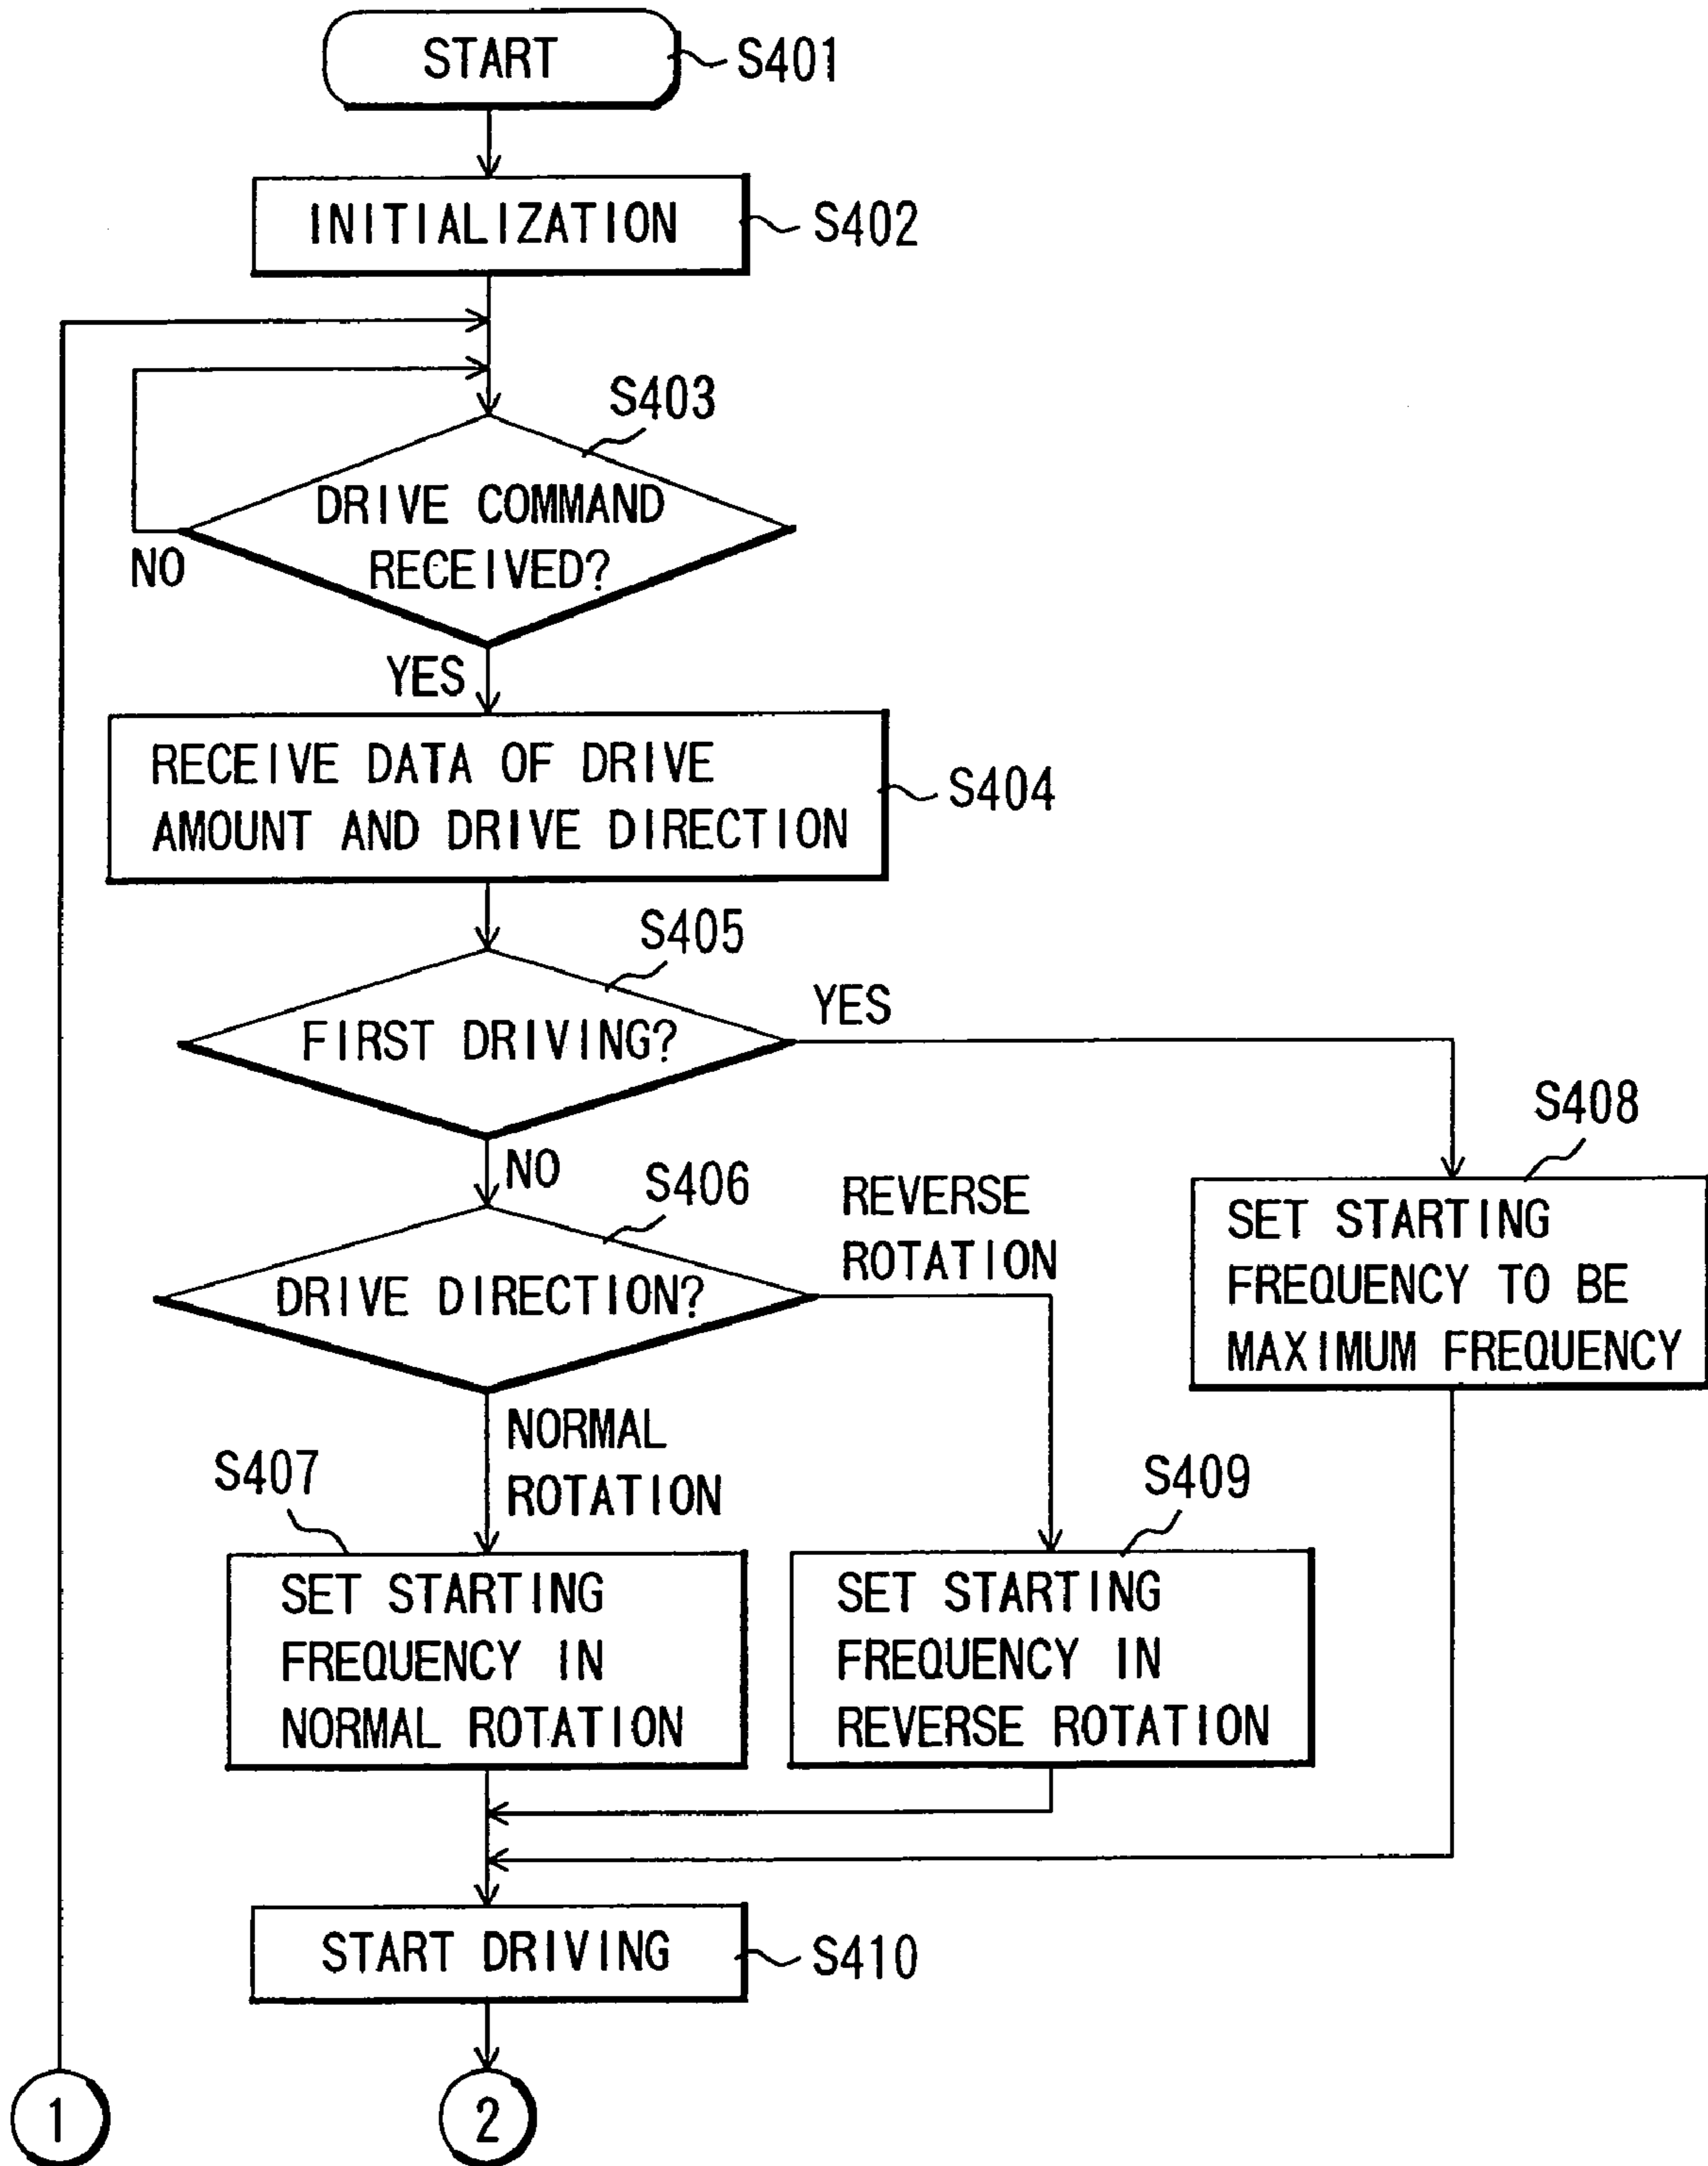 START
S401
INITIALIZATION
S402
S403
DRIVE COMMAND
RECEIVED?
NO
YES
RECEIVE DATA OF DRIVE
AMOUNT AND DRIVE DIRECTION
S404
S405
FIRST DRIVING?
YES
NO
S406
DRIVE DIRECTION?
REVERSE
ROTATION
S408
SET STARTING
FREQUENCY TO BE
MAXIMUM FREQUENCY
NORMAL
ROTATION
S407
SET STARTING
FREQUENCY IN
NORMAL ROTATION
S409
SET STARTING
FREQUENCY IN
REVERSE ROTATION
START DRIVING
S410
1
2